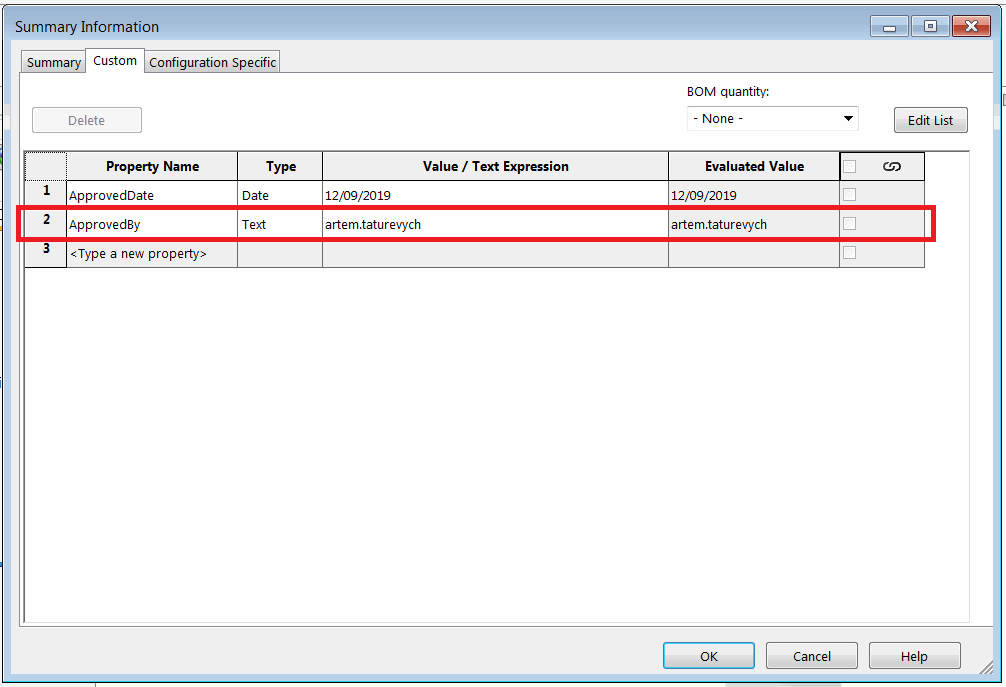 Summary Information
Summary Custom Configuration Specific
BOM quantity:
Delete - None - Edit List
Property Name Type Value / Text Expression Evaluated Value
1 ApprovedDate Date 12/09/2019 12/09/2019
2 ApprovedBy Text artem.taturevych artem.taturevych
3 <Type a new property>
OK Cancel Help